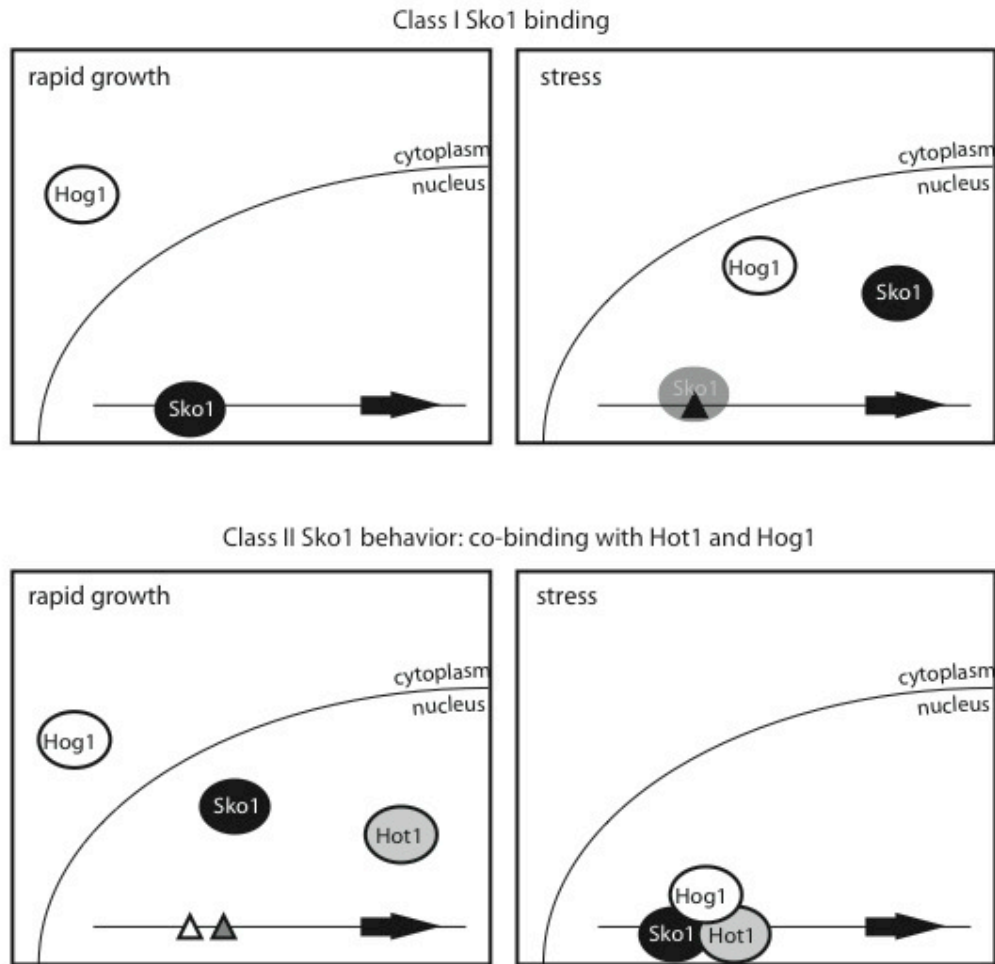 Class I Sko1 binding
rapid growth
cytoplasm
nucleus
Hog1
Sko1
stress
cytoplasm
nucleus
Hog1
Sko1
Sko1
Class II Sko1 behavior: co-binding with Hot1 and Hog1
rapid growth
cytoplasm
nucleus
Hog1
Sko1
Hot1
stress
cytoplasm
nucleus
Hog1
Sko1
Hot1